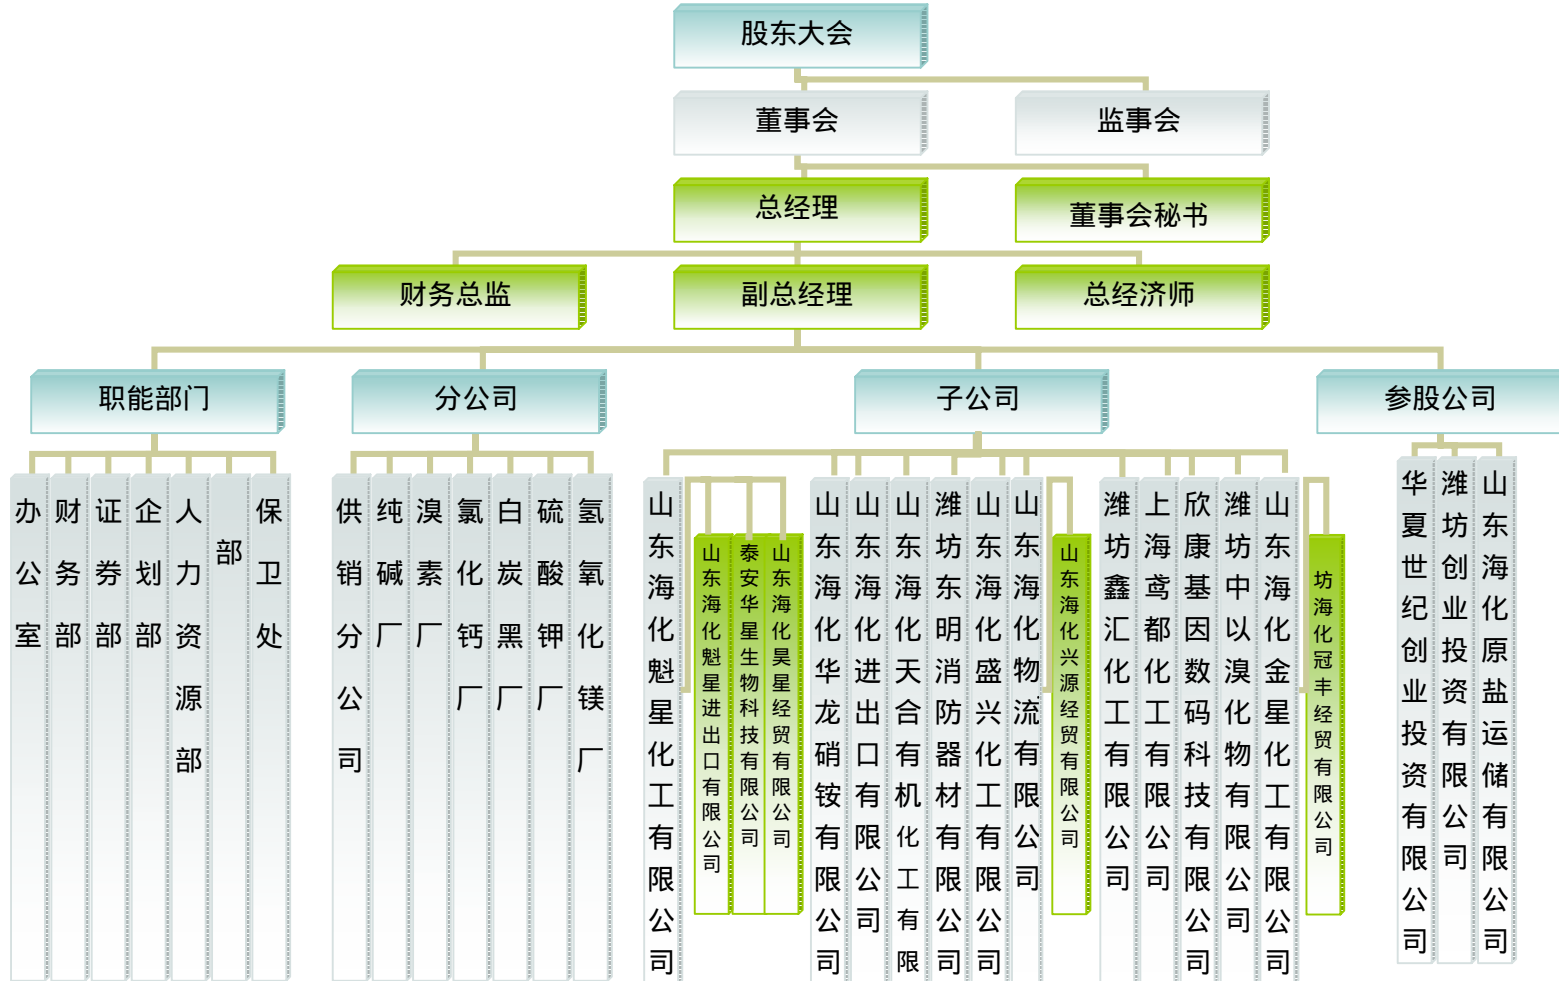 股东大会
董事会
监事会
总经理
董事会秘书
财务总监
副总经理
总经济师
职能部门
分公司
子公司
参股公司
办公室
财务部
证券部
企划部
人力资源部
部
保卫处
供销分公司
纯碱厂
溴素厂
氯化钙厂
白炭黑厂
硫酸钾厂
氢氧化镁厂
山东海化魁星化工有限公司
山东海化魁星进出口有限公司
泰安华星生物科技有限公司
山东海化昊星经贸有限公司
山东海化华龙硝铵有限公司
山东海化进出口有限公司
山东海化天合有机化工有限
潍坊东明消防器材有限公司
山东海化盛兴化工有限公司
山东海化物流有限公司
山东海化兴源经贸有限公司
潍坊鑫汇化工有限公司
上海鸢都化工有限公司
欣康基因数码科技有限公司
潍坊中以溴化物有限公司
山东海化金星化工有限公司
坊海化冠丰经贸有限公司
华夏世纪创业投资有限公司
潍坊创业投资有限公司
山东海化原盐运储有限公司